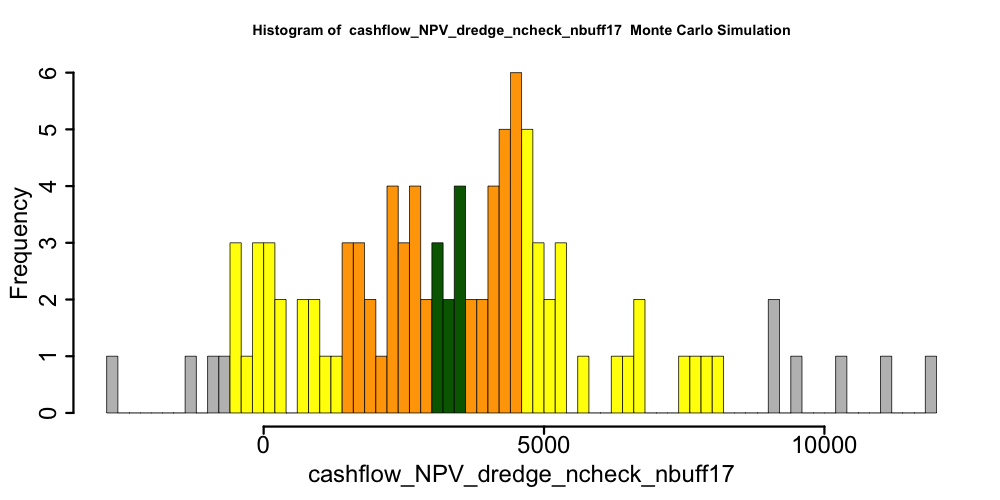 Histogram of cashflow_NPV_dredge_ncheck_nbuff17 Monte Carlo Simulation
6
5
4
3
2
1
0
Frequency
0 5000 10000
cashflow_NPV_dredge_ncheck_nbuff17